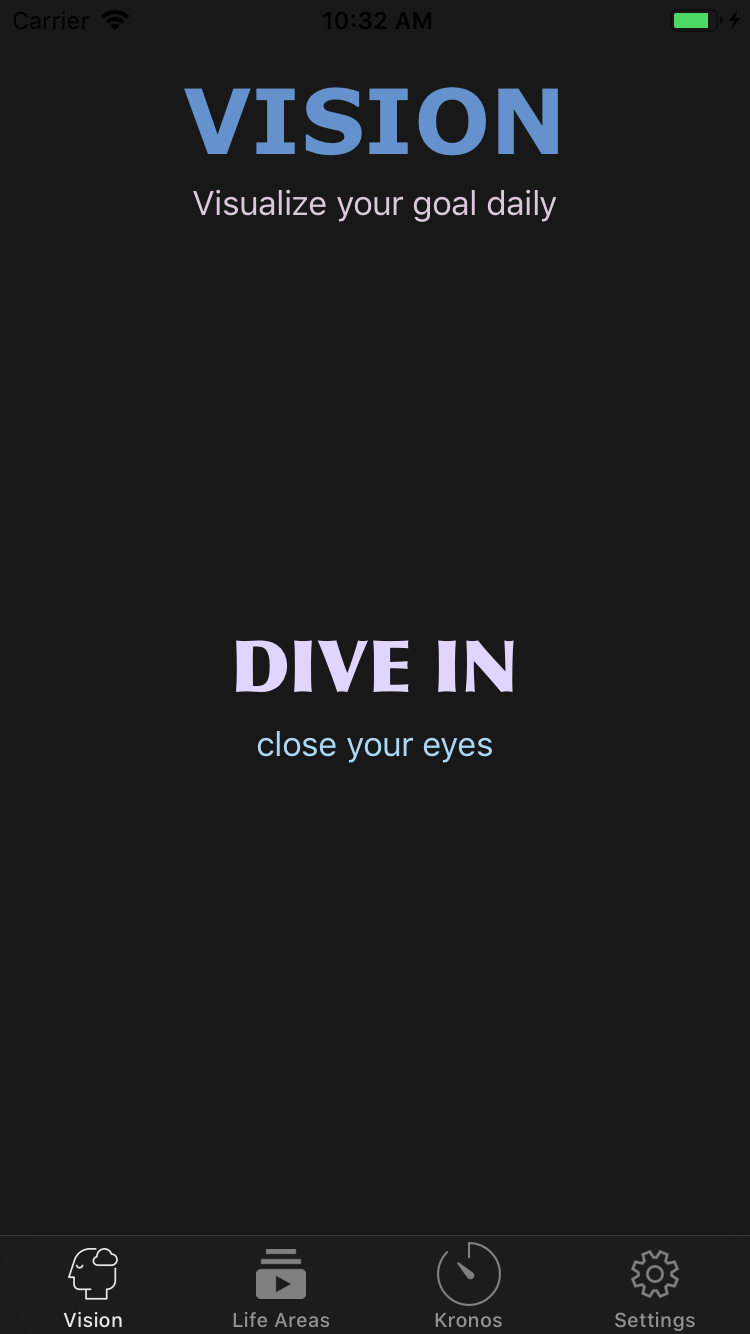 Carrier 10:32 AM
VISION
Visualize your goal daily
DIVE IN
close your eyes
Vision Life Areas Kronos Settings